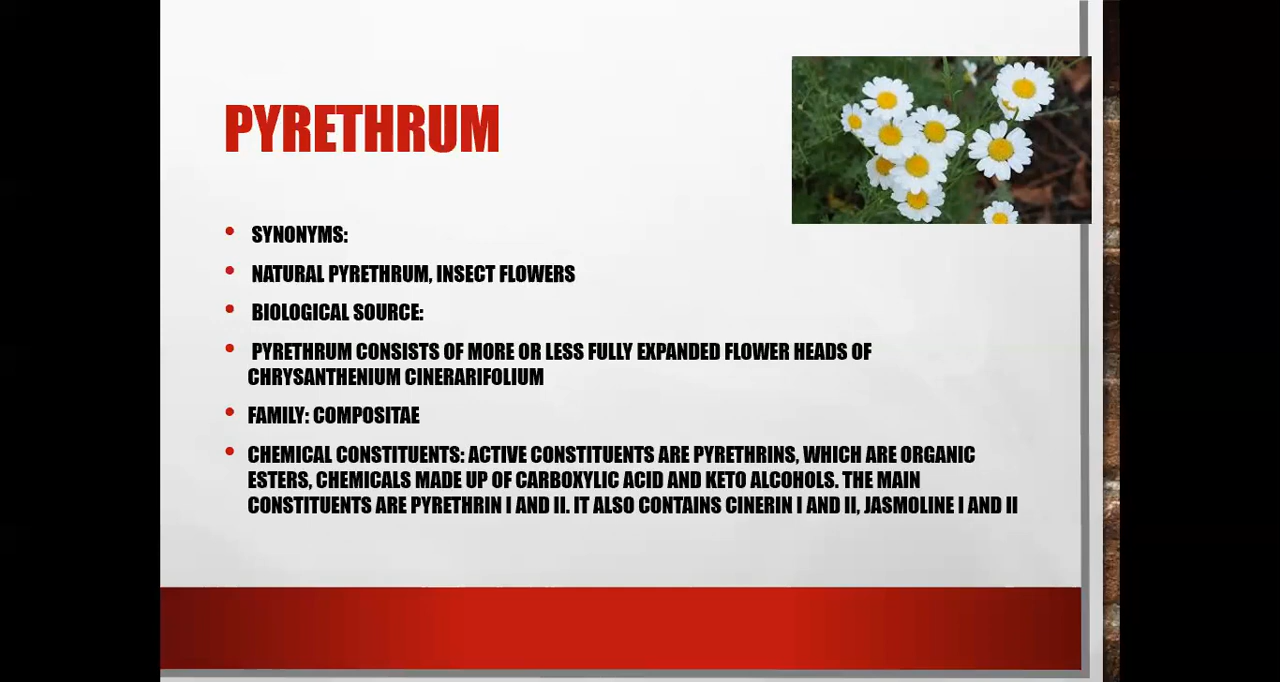 PYRETHRUM
• SYNONYMS:
• NATURAL PYRETHRUM, INSECT FLOWERS
• BIOLOGICAL SOURCE:
• PYRETHRUM CONSISTS OF MORE OR LESS FULLY EXPANDED FLOWER HEADS OF
CHRYSANTHENIUM CINERARIFOLIUM
• FAMILY: COMPOSITAE
• CHEMICAL CONSTITUENTS: ACTIVE CONSTITUENTS ARE PYRETHRINS, WHICH ARE ORGANIC
ESTERS, CHEMICALS MADE UP OF CARBOXYLIC ACID AND KETO ALCOHOLS. THE MAIN
CONSTITUENTS ARE PYRETHRIN I AND II. IT ALSO CONTAINS CINERIN I AND II, JASMOLINE I AND II